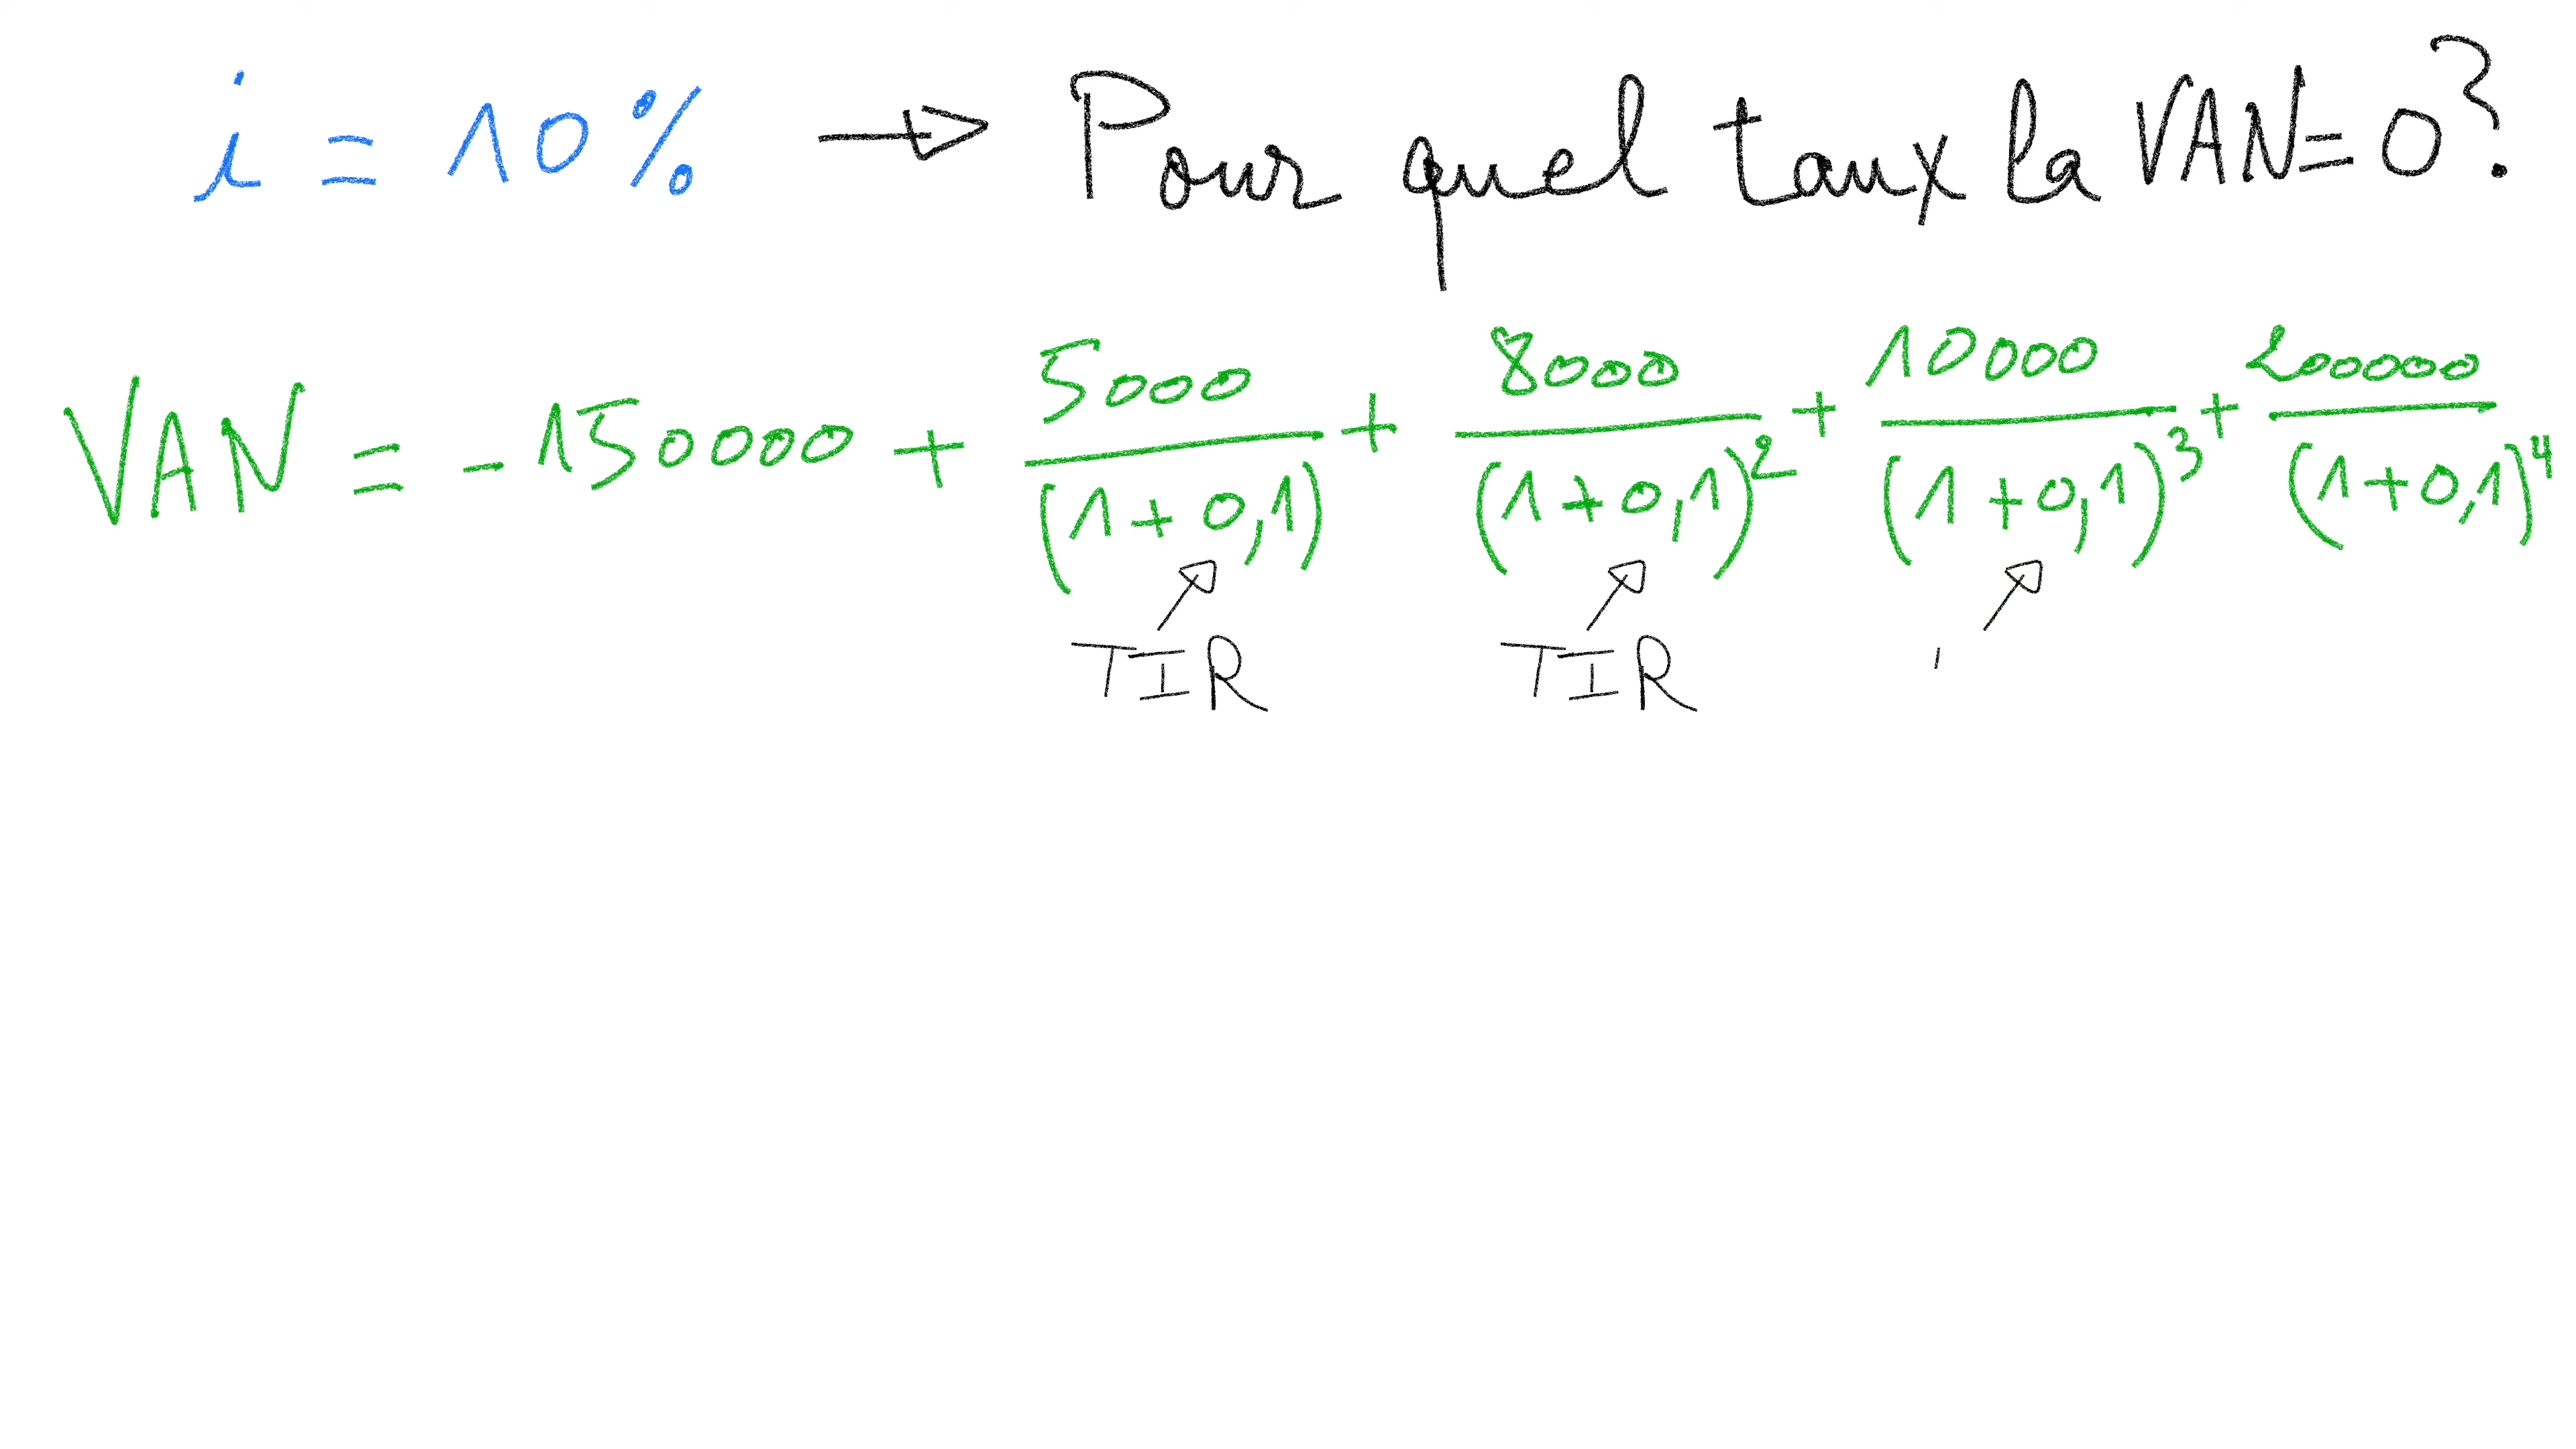 i = 10% → Pour quel taux la VAN = 0 ?
VAN = - 150000 + 5000/(1+0,1) + 8000/(1+0,1)² + 10000/(1+0,1)³ + 200000/(1+0,1)⁴
TIR TIR